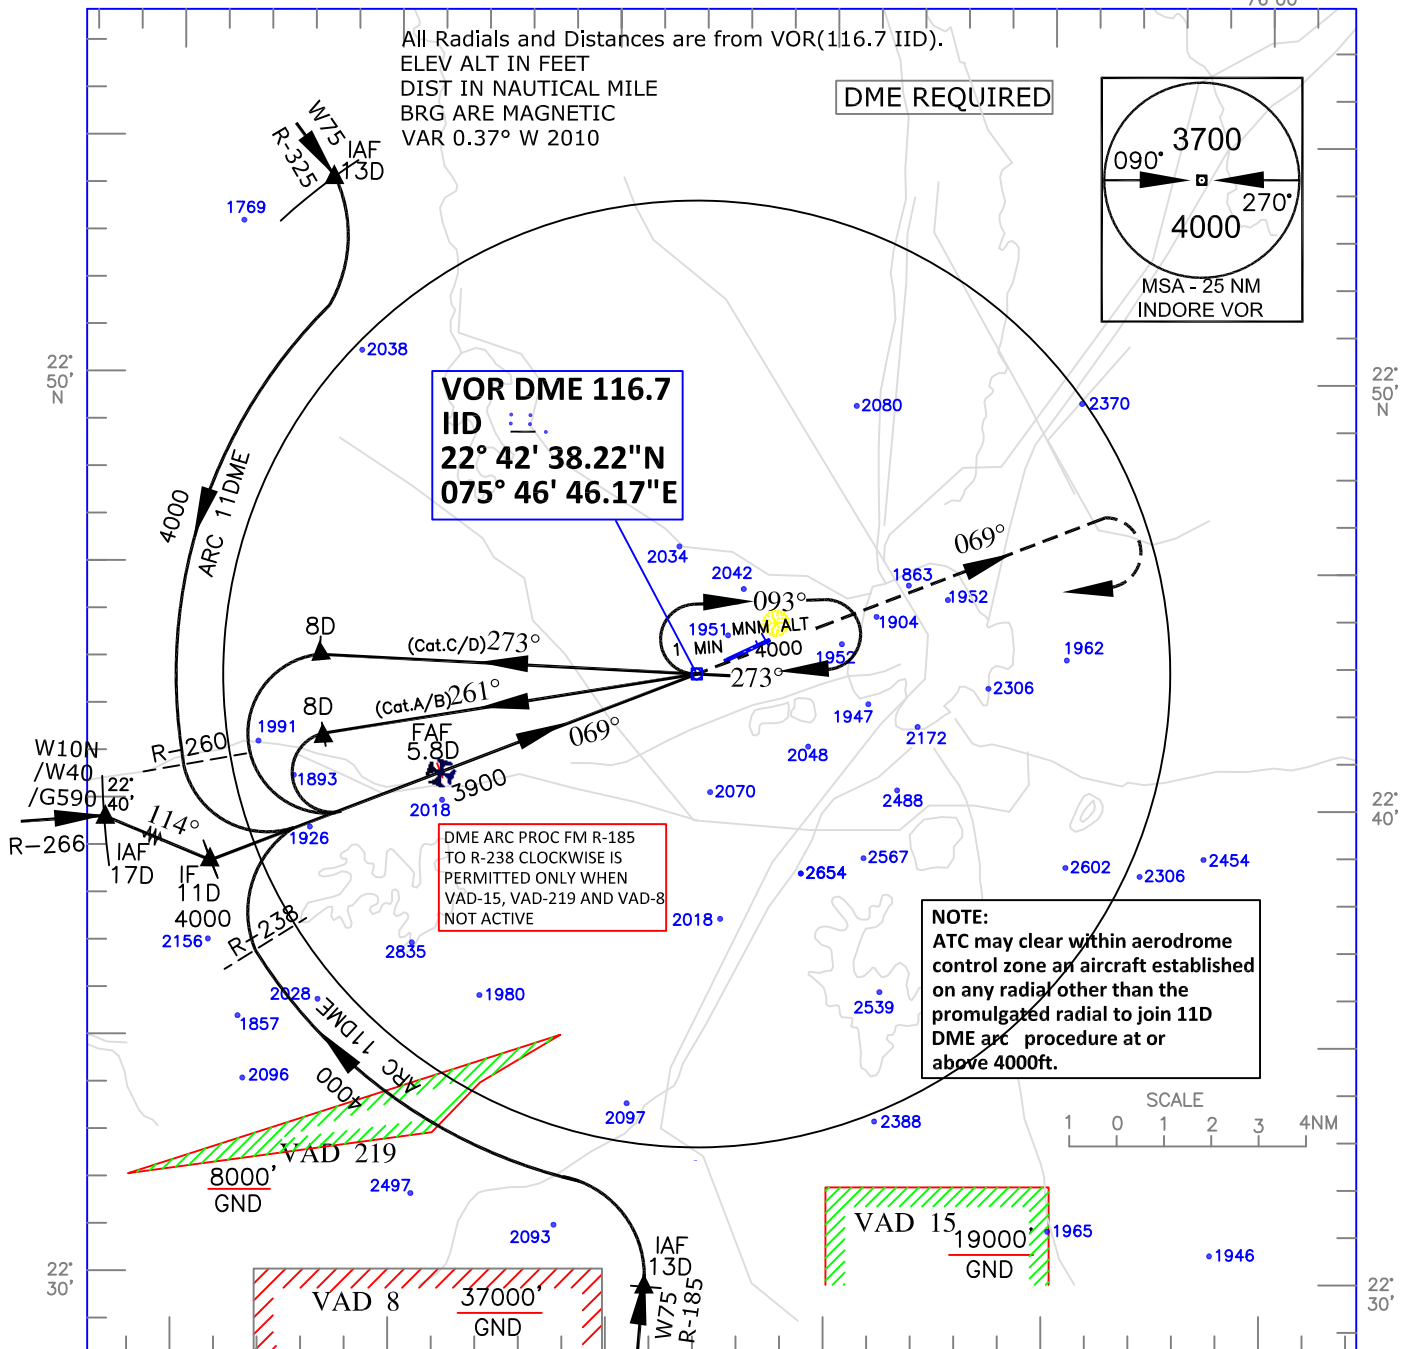 76 00
All Radials and Distances are from VOR(116.7 IID).
ELEV ALT IN FEET
DIST IN NAUTICAL MILE
BRG ARE MAGNETIC
VAR 0.37° W 2010
DME REQUIRED
3700
090°
270°
4000
MSA - 25 NM
INDORE VOR
W75
R-325
IAF
13D
1769
2038
22°
50'
N
22°
50'
N
VOR DME 116.7
IID
22° 42' 38.22"N
075° 46' 46.17"E
2080
2370
4000
ARC 11DME
069°
2034
2042
1863
1952
1904
093°
1951
MNM ALT
1 MIN
4000
1952
273°
1962
2306
8D
(Cat.C/D)
273°
8D
(Cat.A/B)
261°
069°
FAF
5.8D
3900
2018
1991
1893
1926
R-260
W10N
/W40
/G590
22°
40'
114°
R-266
IAF
17D
IF
11D
4000
1947
2172
2048
2070
2488
22°
40'
DME ARC PROC FM R-185
TO R-238 CLOCKWISE IS
PERMITTED ONLY WHEN
VAD-15, VAD-219 AND VAD-8
NOT ACTIVE
2567
2654
2602
2306
2454
2018
R-238
2156
2835
NOTE:
ATC may clear within aerodrome
control zone an aircraft established
on any radial other than the
promulgated radial to join 11D
DME arc procedure at or
above 4000ft.
2028
1980
2539
1857
ARC 11DME
4000
2096
2097
2388
SCALE
1 0 1 2 3 4NM
VAD 219
8000'
GND
2497
2093
VAD 15
19000'
GND
1965
1946
IAF
13D
W75
R-185
22°
30'
22°
30'
VAD 8
37000'
GND